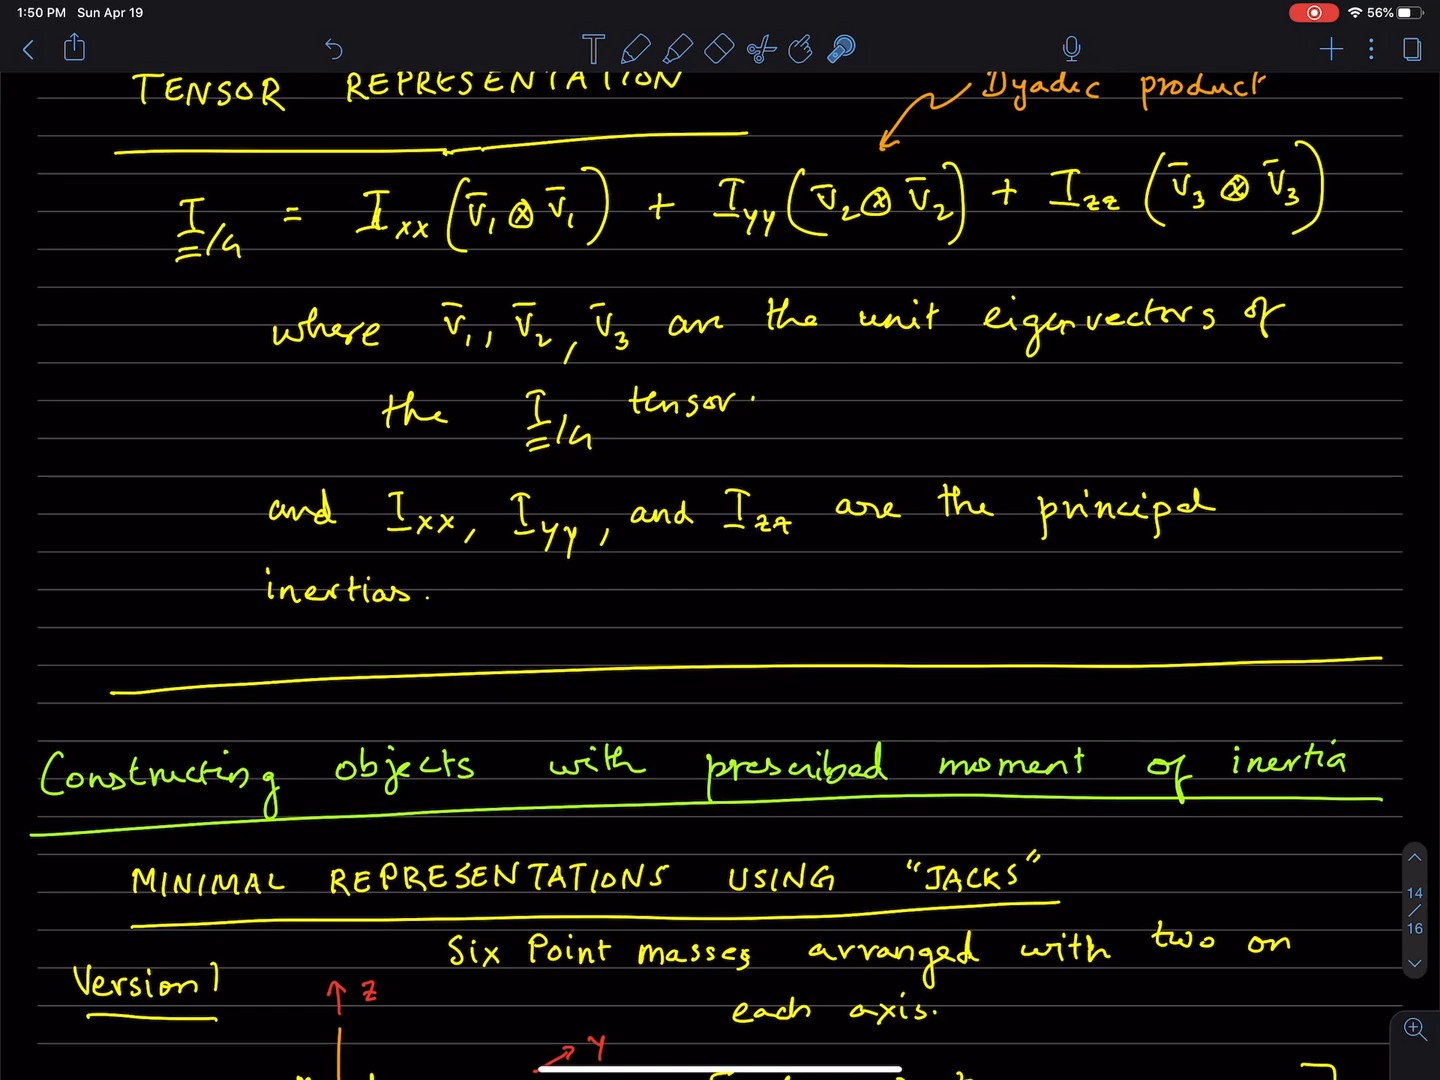 1:50 PM Sun Apr 19
56%
TENSOR REPRESENTATION
Dyadic product
I/G = Ixx (v̄₁ ⊗ v̄₁) + Iyy (v̄₂ ⊗ v̄₂) + Izz (v̄₃ ⊗ v̄₃)
where v̄₁, v̄₂, v̄₃ are the unit eigenvectors of
the I/G tensor.
and Ixx, Iyy, and Izz are the principal
inertias.
Constructing objects with prescribed moment of inertia
MINIMAL REPRESENTATIONS USING "JACKS"
Six Point masses arranged with two on
each axis.
Version 1
z
y
14
/
16